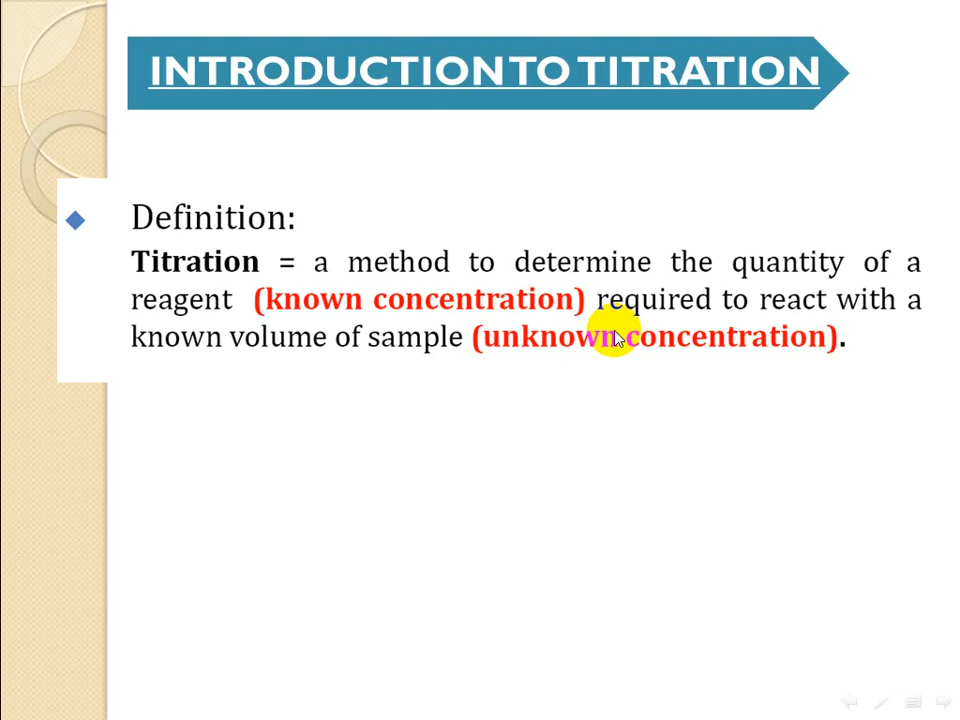 INTRODUCTION TO TITRATION
Definition:
Titration = a method to determine the quantity of a
reagent (known concentration) required to react with a
known volume of sample (unknown concentration).